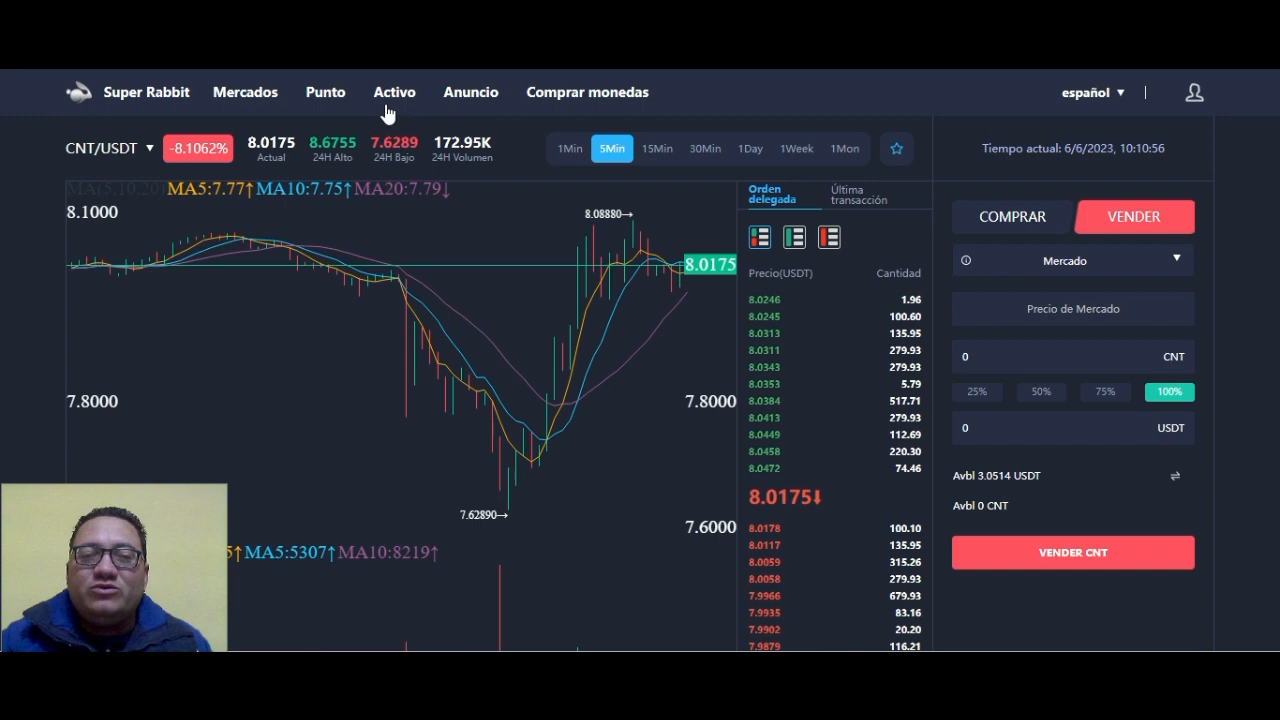 Super Rabbit Mercados Punto Activo Anuncio Comprar monedas español
CNT/USDT -8.1062% 8.0175 8.6755 7.6289 172.95K
Actual 24H Alto 24H Bajo 24H Volumen
1Min 5Min 15Min 30Min 1Day 1Week 1Mon
Tiempo actual: 6/6/2023, 10:10:56
MA(5,10,20) MA5:7.77↑ MA10:7.75↑ MA20:7.79↓
8.1000
8.08880→
8.0175
7.8000 7.8000
7.62890→
7.6000
5↑ MA5:5307↑ MA10:8219↑
Orden delegada
Última transacción
Precio(USDT) Cantidad
8.0246 1.96
8.0245 100.60
8.0313 135.95
8.0311 279.93
8.0343 279.93
8.0353 5.79
8.0384 517.71
8.0413 279.93
8.0449 112.69
8.0458 220.30
8.0472 74.46
8.0175⬇
8.0178 100.10
8.0117 135.95
8.0059 315.26
8.0058 279.93
7.9966 679.93
7.9935 83.16
7.9902 20.20
7.9879 116.21
COMPRAR VENDER
Mercado
Precio de Mercado
0 CNT
25% 50% 75% 100%
0 USDT
Avbl 3.0514 USDT
Avbl 0 CNT
VENDER CNT